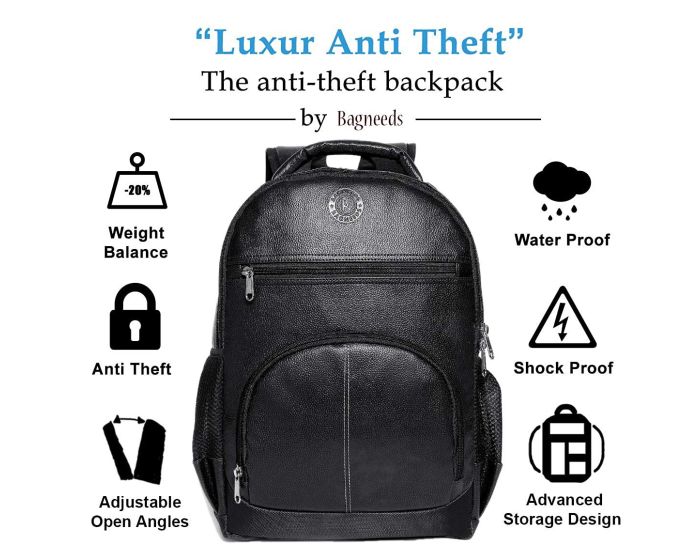 “Luxur Anti Theft”
The anti-theft backpack
by Bagneeds
-20%
Weight
Balance
Water Proof
Anti Theft
Shock Proof
Adjustable
Open Angles
Advanced
Storage Design